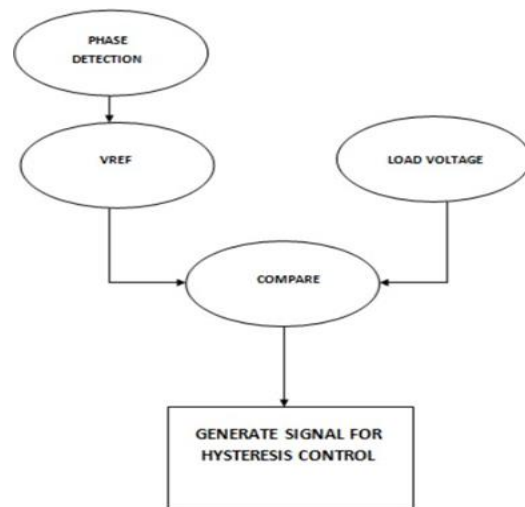 PHASE
DETECTION
VREF
LOAD VOLTAGE
COMPARE
GENERATE SIGNAL FOR
HYSTERESIS CONTROL